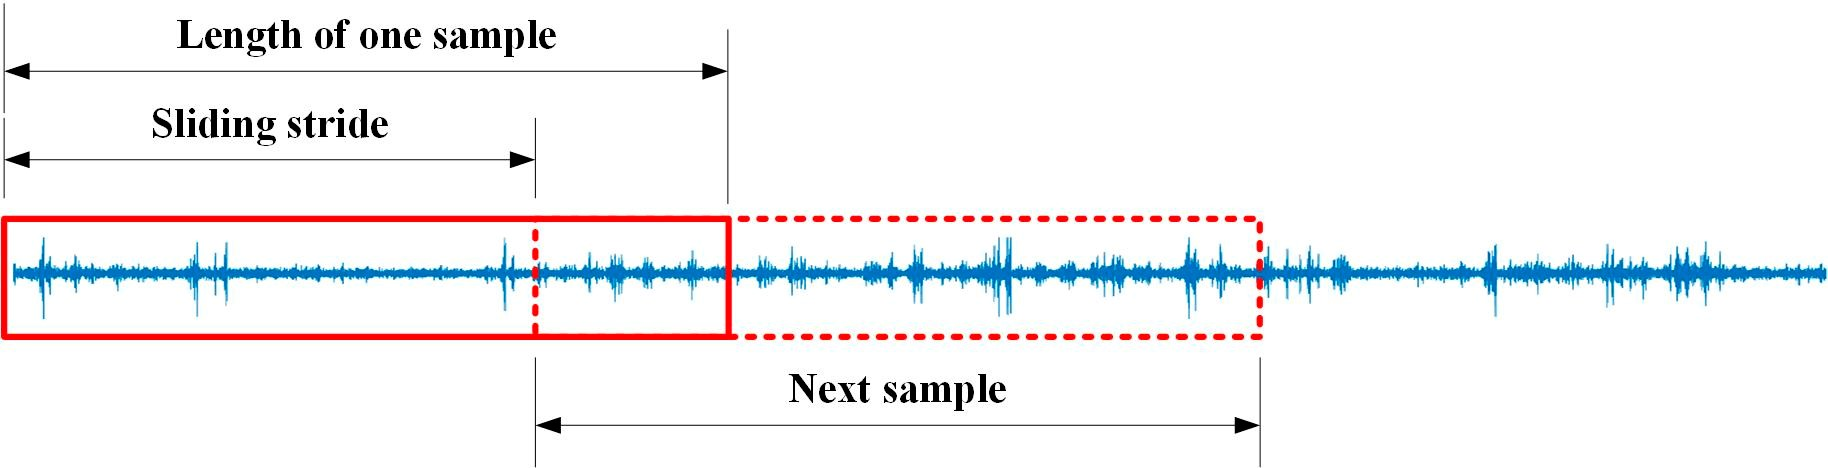 Length of one sample
Sliding stride
Next sample